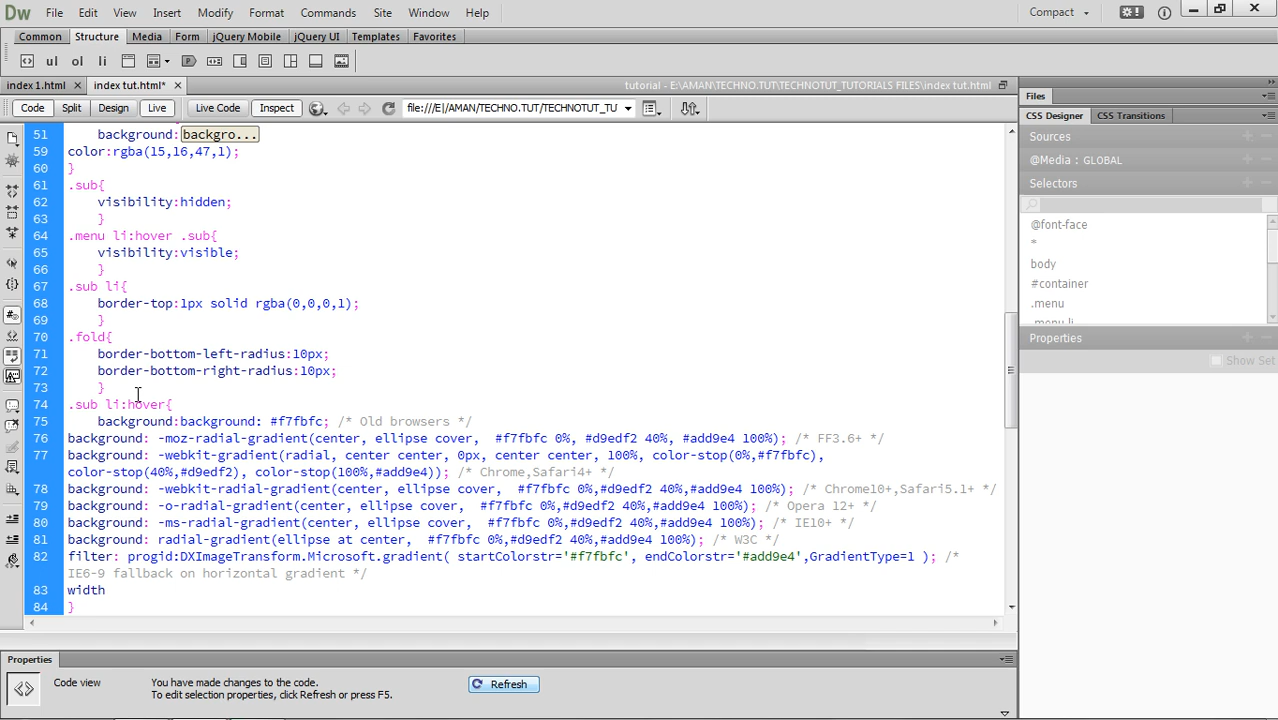 Dw File Edit View Insert Modify Format Commands Site Window Help Compact
Common Structure Media Form jQuery Mobile jQuery UI Templates Favorites
ul ol li
index 1.html × index tut.html* × tutorial - E:\AMAN\TECHNO.TUT\TECHNOTUT_TUTORIALS FILES\index tut.html
Code Split Design Live Live Code Inspect file:///E|/AMAN/TECHNO.TUT/TECHNOTUT_TU
51 background:backgro...
59 color:rgba(15,16,47,1);
60 }
61 .sub{
62 visibility:hidden;
63 }
64 .menu li:hover .sub{
65 visibility:visible;
66 }
67 .sub li{
68 border-top:1px solid rgba(0,0,0,1);
69 }
70 .fold{
71 border-bottom-left-radius:10px;
72 border-bottom-right-radius:10px;
73 }
74 .sub li:hover{
75 background:background: #f7fbfc; /* Old browsers */
76 background: -moz-radial-gradient(center, ellipse cover, #f7fbfc 0%, #d9edf2 40%, #add9e4 100%); /* FF3.6+ */
77 background: -webkit-gradient(radial, center center, 0px, center center, 100%, color-stop(0%,#f7fbfc),
color-stop(40%,#d9edf2), color-stop(100%,#add9e4)); /* Chrome,Safari4+ */
78 background: -webkit-radial-gradient(center, ellipse cover, #f7fbfc 0%,#d9edf2 40%,#add9e4 100%); /* Chrome10+,Safari5.1+ */
79 background: -o-radial-gradient(center, ellipse cover, #f7fbfc 0%,#d9edf2 40%,#add9e4 100%); /* Opera 12+ */
80 background: -ms-radial-gradient(center, ellipse cover, #f7fbfc 0%,#d9edf2 40%,#add9e4 100%); /* IE10+ */
81 background: radial-gradient(ellipse at center, #f7fbfc 0%,#d9edf2 40%,#add9e4 100%); /* W3C */
82 filter: progid:DXImageTransform.Microsoft.gradient( startColorstr='#f7fbfc', endColorstr='#add9e4',GradientType=1 ); /*
IE6-9 fallback on horizontal gradient */
83 width
84 }
Files
CSS Designer CSS Transitions
Sources
@Media : GLOBAL
Selectors
@font-face
*
body
#container
.menu
.menu li
Properties
Show Set
Properties
Code view
You have made changes to the code.
To edit selection properties, click Refresh or press F5.
Refresh